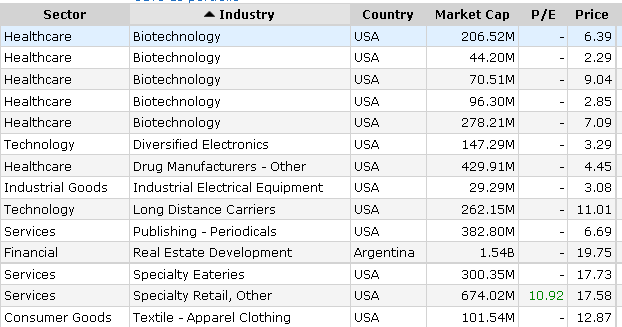 Sector Industry Country Market Cap P/E Price
Healthcare Biotechnology USA 206.52M - 6.39
Healthcare Biotechnology USA 44.20M - 2.29
Healthcare Biotechnology USA 70.51M - 9.04
Healthcare Biotechnology USA 96.30M - 2.85
Healthcare Biotechnology USA 278.21M - 7.09
Technology Diversified Electronics USA 147.29M - 3.29
Healthcare Drug Manufacturers - Other USA 429.91M - 4.45
Industrial Goods Industrial Electrical Equipment USA 29.29M - 3.08
Technology Long Distance Carriers USA 262.15M - 11.01
Services Publishing - Periodicals USA 382.80M - 6.69
Financial Real Estate Development Argentina 1.54B - 19.75
Services Specialty Eateries USA 300.35M - 17.73
Services Specialty Retail, Other USA 674.02M 10.92 17.58
Consumer Goods Textile - Apparel Clothing USA 101.54M - 12.87